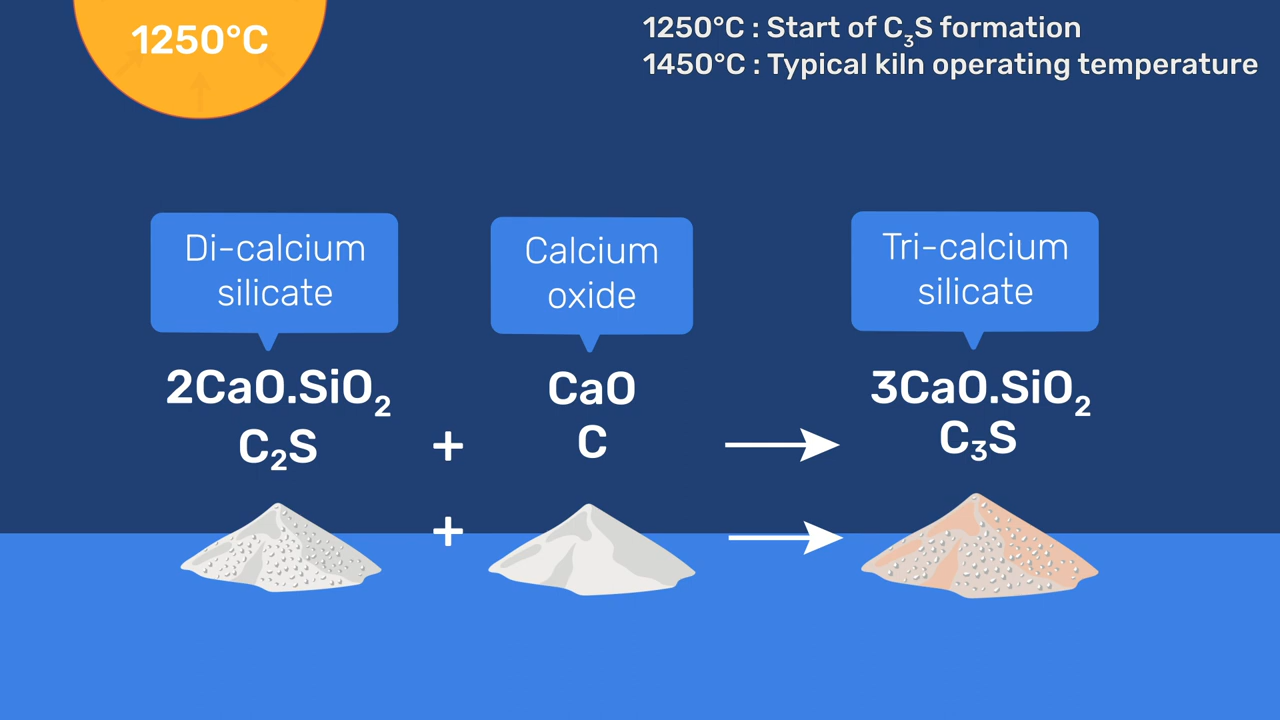 1250°C
1250°C : Start of C₃S formation
1450°C : Typical kiln operating temperature
Di-calcium
silicate
Calcium
oxide
Tri-calcium
silicate
2CaO.SiO₂
CaO
3CaO.SiO₂
C₂S + C → C₃S
+ →